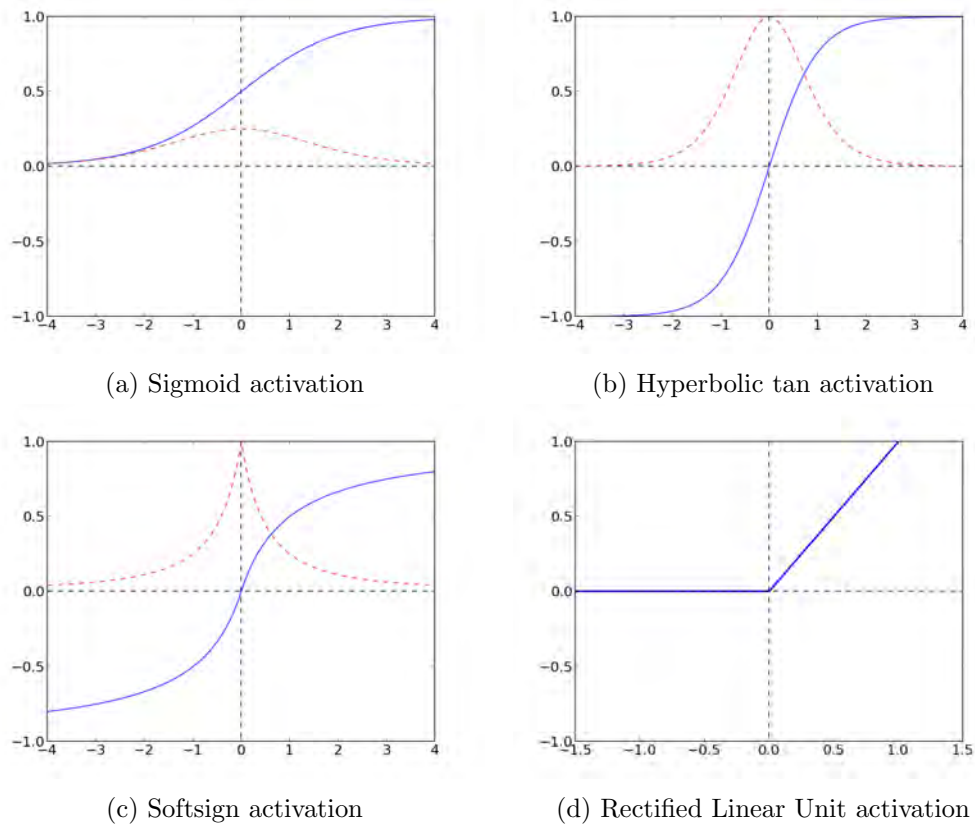 1.0
0.5
0.0
−0.5
−1.0
−4 −3 −2 −1 0 1 2 3 4
(a) Sigmoid activation
1.0
0.5
0.0
−0.5
−1.0
−4 −3 −2 −1 0 1 2 3 4
(b) Hyperbolic tan activation
1.0
0.5
0.0
−0.5
−1.0
−4 −3 −2 −1 0 1 2 3 4
(c) Softsign activation
1.0
0.5
0.0
−0.5
−1.0
−1.5 −1.0 −0.5 0.0 0.5 1.0 1.5
(d) Rectified Linear Unit activation